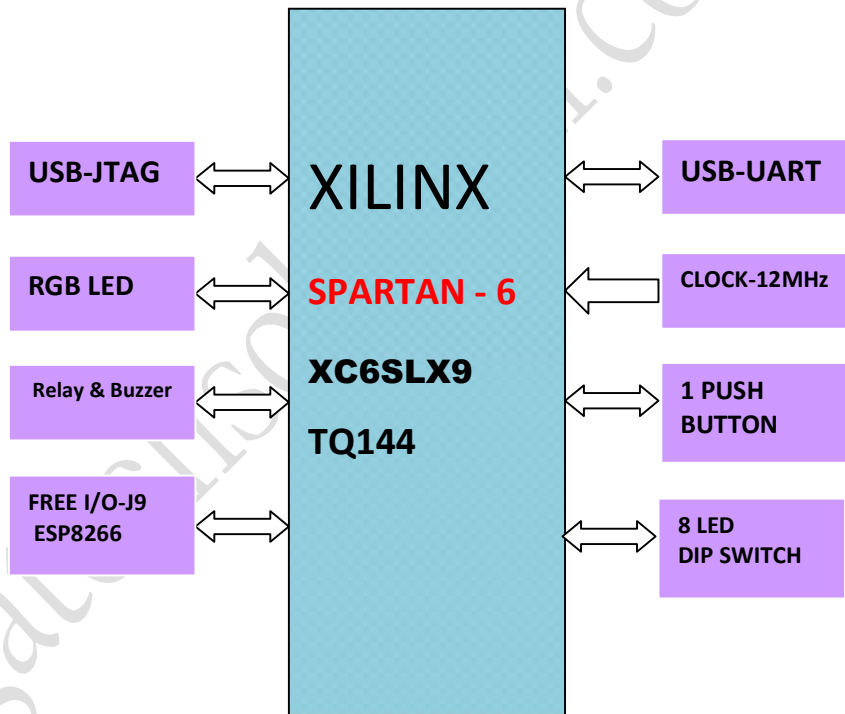 USB-JTAG
RGB LED
Relay & Buzzer
FREE I/O-J9
ESP8266
XILINX
SPARTAN - 6
XC6SLX9
TQ144
USB-UART
CLOCK-12MHz
1 PUSH
BUTTON
8 LED
DIP SWITCH